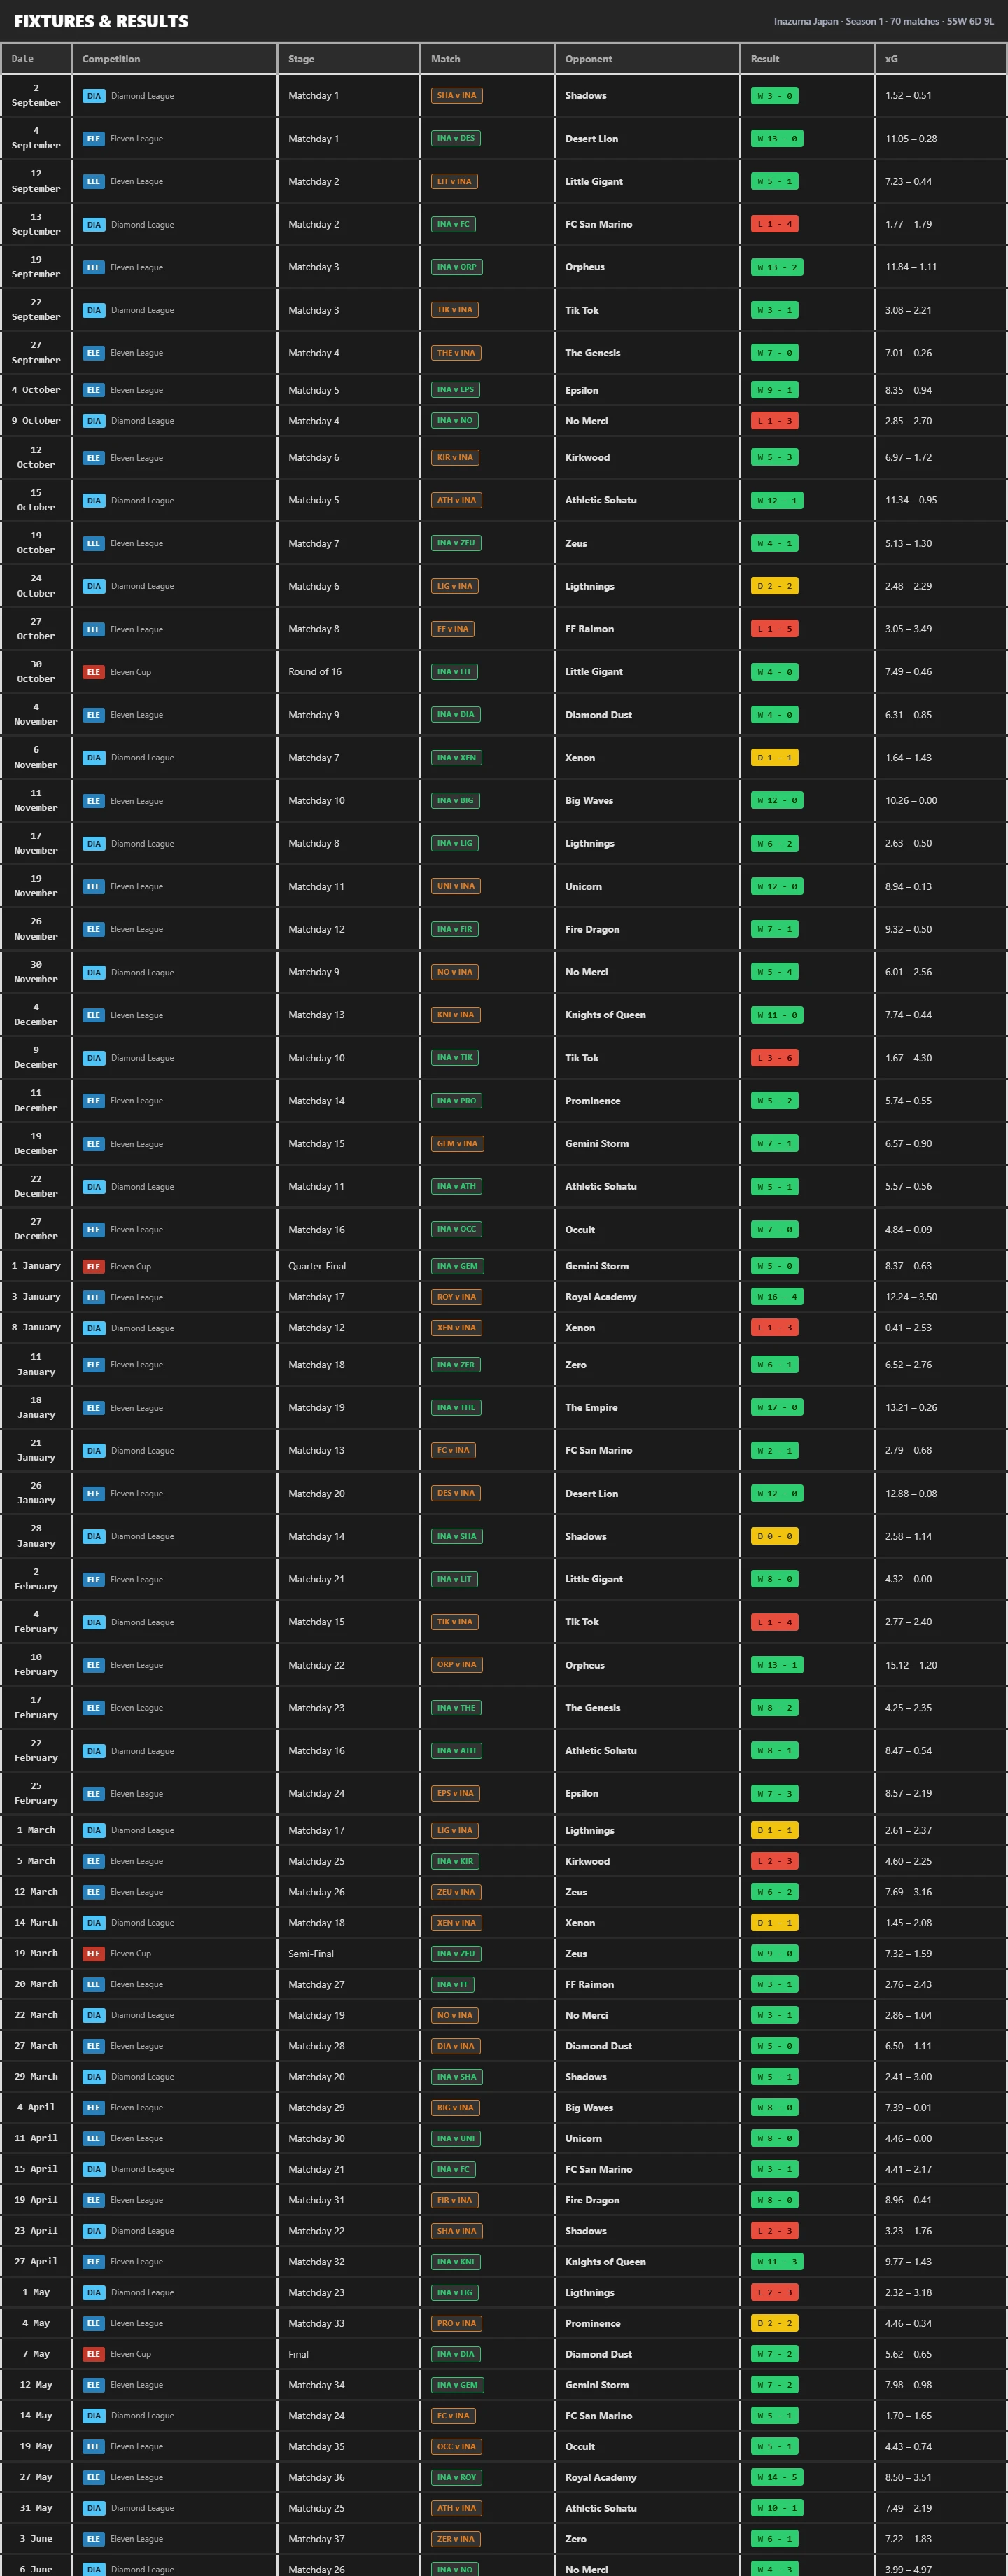 FIXTURES & RESULTS
Inazuma Japan · Season 1 · 70 matches · 55W 6D 9L
Date Competition Stage Match Opponent Result xG
2 September DIA Diamond League Matchday 1 SHA v INA Shadows W 3 - 0 1.52 – 0.51
4 September ELE Eleven League Matchday 1 INA v DES Desert Lion W 13 - 0 11.05 – 0.28
12 September ELE Eleven League Matchday 2 LIT v INA Little Gigant W 5 - 1 7.23 – 0.44
13 September DIA Diamond League Matchday 2 INA v FC FC San Marino L 1 - 4 1.77 – 1.79
19 September ELE Eleven League Matchday 3 INA v ORP Orpheus W 13 - 2 11.84 – 1.11
22 September DIA Diamond League Matchday 3 TIK v INA Tik Tok W 3 - 1 3.08 – 2.21
27 September ELE Eleven League Matchday 4 THE v INA The Genesis W 7 - 0 7.01 – 0.26
4 October ELE Eleven League Matchday 5 INA v EPS Epsilon W 9 - 1 8.35 – 0.94
9 October DIA Diamond League Matchday 4 INA v NO No Merci L 1 - 3 2.85 – 2.70
12 October ELE Eleven League Matchday 6 KIR v INA Kirkwood W 5 - 3 6.97 – 1.72
15 October DIA Diamond League Matchday 5 ATH v INA Athletic Sohatu W 12 - 1 11.34 – 0.95
19 October ELE Eleven League Matchday 7 INA v ZEU Zeus W 4 - 1 5.13 – 1.30
24 October DIA Diamond League Matchday 6 LIG v INA Ligthnings D 2 - 2 2.48 – 2.29
27 October ELE Eleven League Matchday 8 FF v INA FF Raimon L 1 - 5 3.05 – 3.49
30 October ELE Eleven Cup Round of 16 INA v LIT Little Gigant W 4 - 0 7.49 – 0.46
4 November ELE Eleven League Matchday 9 INA v DIA Diamond Dust W 4 - 0 6.31 – 0.85
6 November DIA Diamond League Matchday 7 INA v XEN Xenon D 1 - 1 1.64 – 1.43
11 November ELE Eleven League Matchday 10 INA v BIG Big Waves W 12 - 0 10.26 – 0.00
17 November DIA Diamond League Matchday 8 INA v LIG Ligthnings W 6 - 2 2.63 – 0.50
19 November ELE Eleven League Matchday 11 UNI v INA Unicorn W 12 - 0 8.94 – 0.13
26 November ELE Eleven League Matchday 12 INA v FIR Fire Dragon W 7 - 1 9.32 – 0.50
30 November DIA Diamond League Matchday 9 NO v INA No Merci W 5 - 4 6.01 – 2.56
4 December ELE Eleven League Matchday 13 KNI v INA Knights of Queen W 11 - 0 7.74 – 0.44
9 December DIA Diamond League Matchday 10 INA v TIK Tik Tok L 3 - 6 1.67 – 4.30
11 December ELE Eleven League Matchday 14 INA v PRO Prominence W 5 - 2 5.74 – 0.55
19 December ELE Eleven League Matchday 15 GEM v INA Gemini Storm W 7 - 1 6.57 – 0.90
22 December DIA Diamond League Matchday 11 INA v ATH Athletic Sohatu W 5 - 1 5.57 – 0.56
27 December ELE Eleven League Matchday 16 INA v OCC Occult W 7 - 0 4.84 – 0.09
1 January ELE Eleven Cup Quarter-Final INA v GEM Gemini Storm W 5 - 0 8.37 – 0.63
3 January ELE Eleven League Matchday 17 ROY v INA Royal Academy W 16 - 4 12.24 – 3.50
8 January DIA Diamond League Matchday 12 XEN v INA Xenon L 1 - 3 0.41 – 2.53
11 January ELE Eleven League Matchday 18 INA v ZER Zero W 6 - 1 6.52 – 2.76
18 January ELE Eleven League Matchday 19 INA v THE The Empire W 17 - 0 13.21 – 0.26
21 January DIA Diamond League Matchday 13 FC v INA FC San Marino W 2 - 1 2.79 – 0.68
26 January ELE Eleven League Matchday 20 DES v INA Desert Lion W 12 - 0 12.88 – 0.08
28 January DIA Diamond League Matchday 14 INA v SHA Shadows D 0 - 0 2.58 – 1.14
2 February ELE Eleven League Matchday 21 INA v LIT Little Gigant W 8 - 0 4.32 – 0.00
4 February DIA Diamond League Matchday 15 TIK v INA Tik Tok L 1 - 4 2.77 – 2.40
10 February ELE Eleven League Matchday 22 ORP v INA Orpheus W 13 - 1 15.12 – 1.20
17 February ELE Eleven League Matchday 23 INA v THE The Genesis W 8 - 2 4.25 – 2.35
22 February DIA Diamond League Matchday 16 INA v ATH Athletic Sohatu W 8 - 1 8.47 – 0.54
25 February ELE Eleven League Matchday 24 EPS v INA Epsilon W 7 - 3 8.57 – 2.19
1 March DIA Diamond League Matchday 17 LIG v INA Ligthnings D 1 - 1 2.61 – 2.37
5 March ELE Eleven League Matchday 25 INA v KIR Kirkwood L 2 - 3 4.60 – 2.25
12 March ELE Eleven League Matchday 26 ZEU v INA Zeus W 6 - 2 7.69 – 3.16
14 March DIA Diamond League Matchday 18 XEN v INA Xenon D 1 - 1 1.45 – 2.08
19 March ELE Eleven Cup Semi-Final INA v ZEU Zeus W 9 - 0 7.32 – 1.59
20 March ELE Eleven League Matchday 27 INA v FF FF Raimon W 3 - 1 2.76 – 2.43
22 March DIA Diamond League Matchday 19 NO v INA No Merci W 3 - 1 2.86 – 1.04
27 March ELE Eleven League Matchday 28 DIA v INA Diamond Dust W 5 - 0 6.50 – 1.11
29 March DIA Diamond League Matchday 20 INA v SHA Shadows W 5 - 1 2.41 – 3.00
4 April ELE Eleven League Matchday 29 BIG v INA Big Waves W 8 - 0 7.39 – 0.01
11 April ELE Eleven League Matchday 30 INA v UNI Unicorn W 8 - 0 4.46 – 0.00
15 April DIA Diamond League Matchday 21 INA v FC FC San Marino W 3 - 1 4.41 – 2.17
19 April ELE Eleven League Matchday 31 FIR v INA Fire Dragon W 8 - 0 8.96 – 0.41
23 April DIA Diamond League Matchday 22 SHA v INA Shadows L 2 - 3 3.23 – 1.76
27 April ELE Eleven League Matchday 32 INA v KNI Knights of Queen W 11 - 3 9.77 – 1.43
1 May DIA Diamond League Matchday 23 INA v LIG Ligthnings L 2 - 3 2.32 – 3.18
4 May ELE Eleven League Matchday 33 PRO v INA Prominence D 2 - 2 4.46 – 0.34
7 May ELE Eleven Cup Final INA v DIA Diamond Dust W 7 - 2 5.62 – 0.65
12 May ELE Eleven League Matchday 34 INA v GEM Gemini Storm W 7 - 2 7.98 – 0.98
14 May DIA Diamond League Matchday 24 FC v INA FC San Marino W 5 - 1 1.70 – 1.65
19 May ELE Eleven League Matchday 35 OCC v INA Occult W 5 - 1 4.43 – 0.74
27 May ELE Eleven League Matchday 36 INA v ROY Royal Academy W 14 - 5 8.50 – 3.51
31 May DIA Diamond League Matchday 25 ATH v INA Athletic Sohatu W 10 - 1 7.49 – 2.19
3 June ELE Eleven League Matchday 37 ZER v INA Zero W 6 - 1 7.22 – 1.83
6 June DIA Diamond League Matchday 26 INA v NO No Merci W 4 - 3 3.99 – 4.97